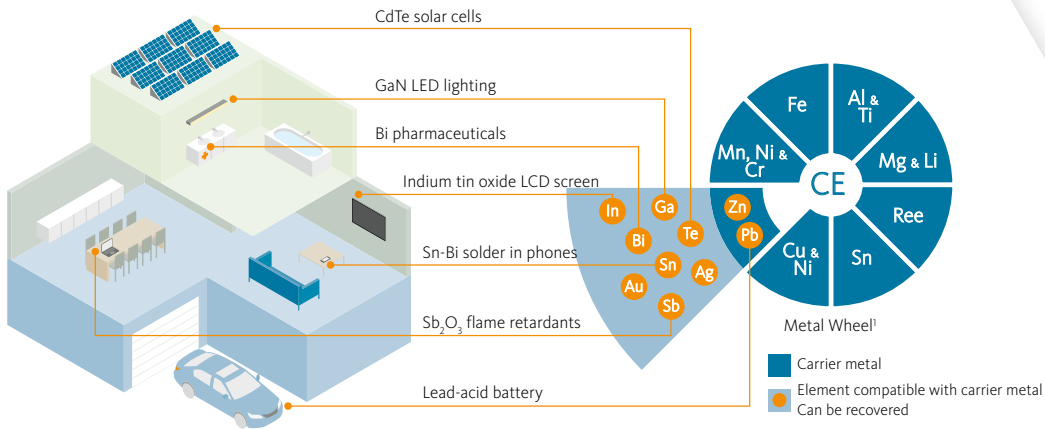 CdTe solar cells
GaN LED lighting
Bi pharmaceuticals
Indium tin oxide LCD screen
Sn-Bi solder in phones
Sb₂O₃ flame retardants
Lead-acid battery
In
Ga
Bi
Te
Sn
Ag
Au
Sb
Zn
Pb
Fe
Al &
Ti
Mn, Ni &
Cr
Mg & Li
CE
Ree
Cu &
Ni
Sn
Metal Wheel¹
Carrier metal
Element compatible with carrier metal
Can be recovered